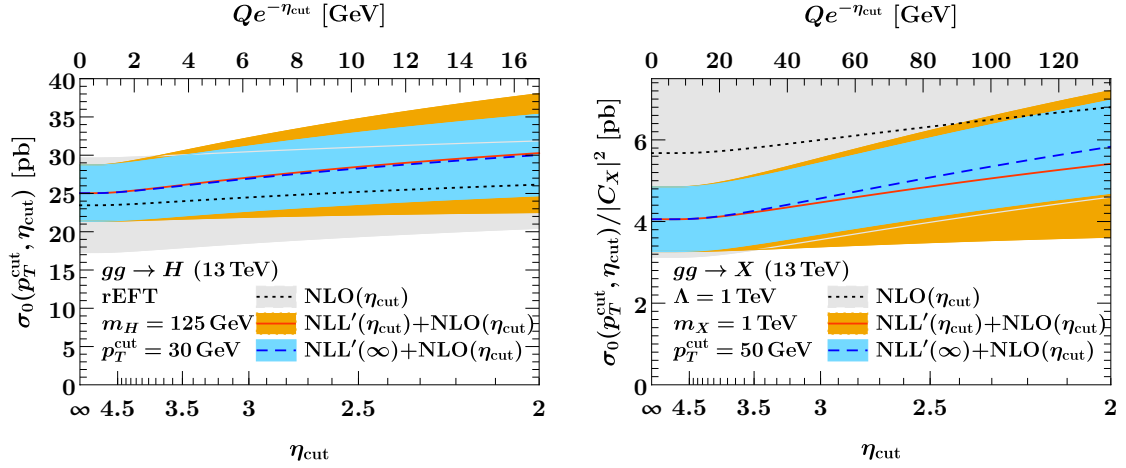 Qe^{−η_cut} [GeV]
0 2 4 6 8 10 12 14 16
40
35
30
25
20
15
10
5
0
σ_0(p_T^cut, η_cut) [pb]
gg → H (13 TeV)
rEFT
m_H = 125 GeV
p_T^cut = 30 GeV
NLO(η_cut)
NLL′(η_cut)+NLO(η_cut)
NLL′(∞)+NLO(η_cut)
∞ 4.5 3.5 3 2.5 2
η_cut
Qe^{−η_cut} [GeV]
0 20 40 60 80 100 120
6
4
2
0
σ_0(p_T^cut, η_cut)/|C_X|^2 [pb]
gg → X (13 TeV)
Λ = 1 TeV
m_X = 1 TeV
p_T^cut = 50 GeV
NLO(η_cut)
NLL′(η_cut)+NLO(η_cut)
NLL′(∞)+NLO(η_cut)
∞ 4.5 3.5 3 2.5 2
η_cut